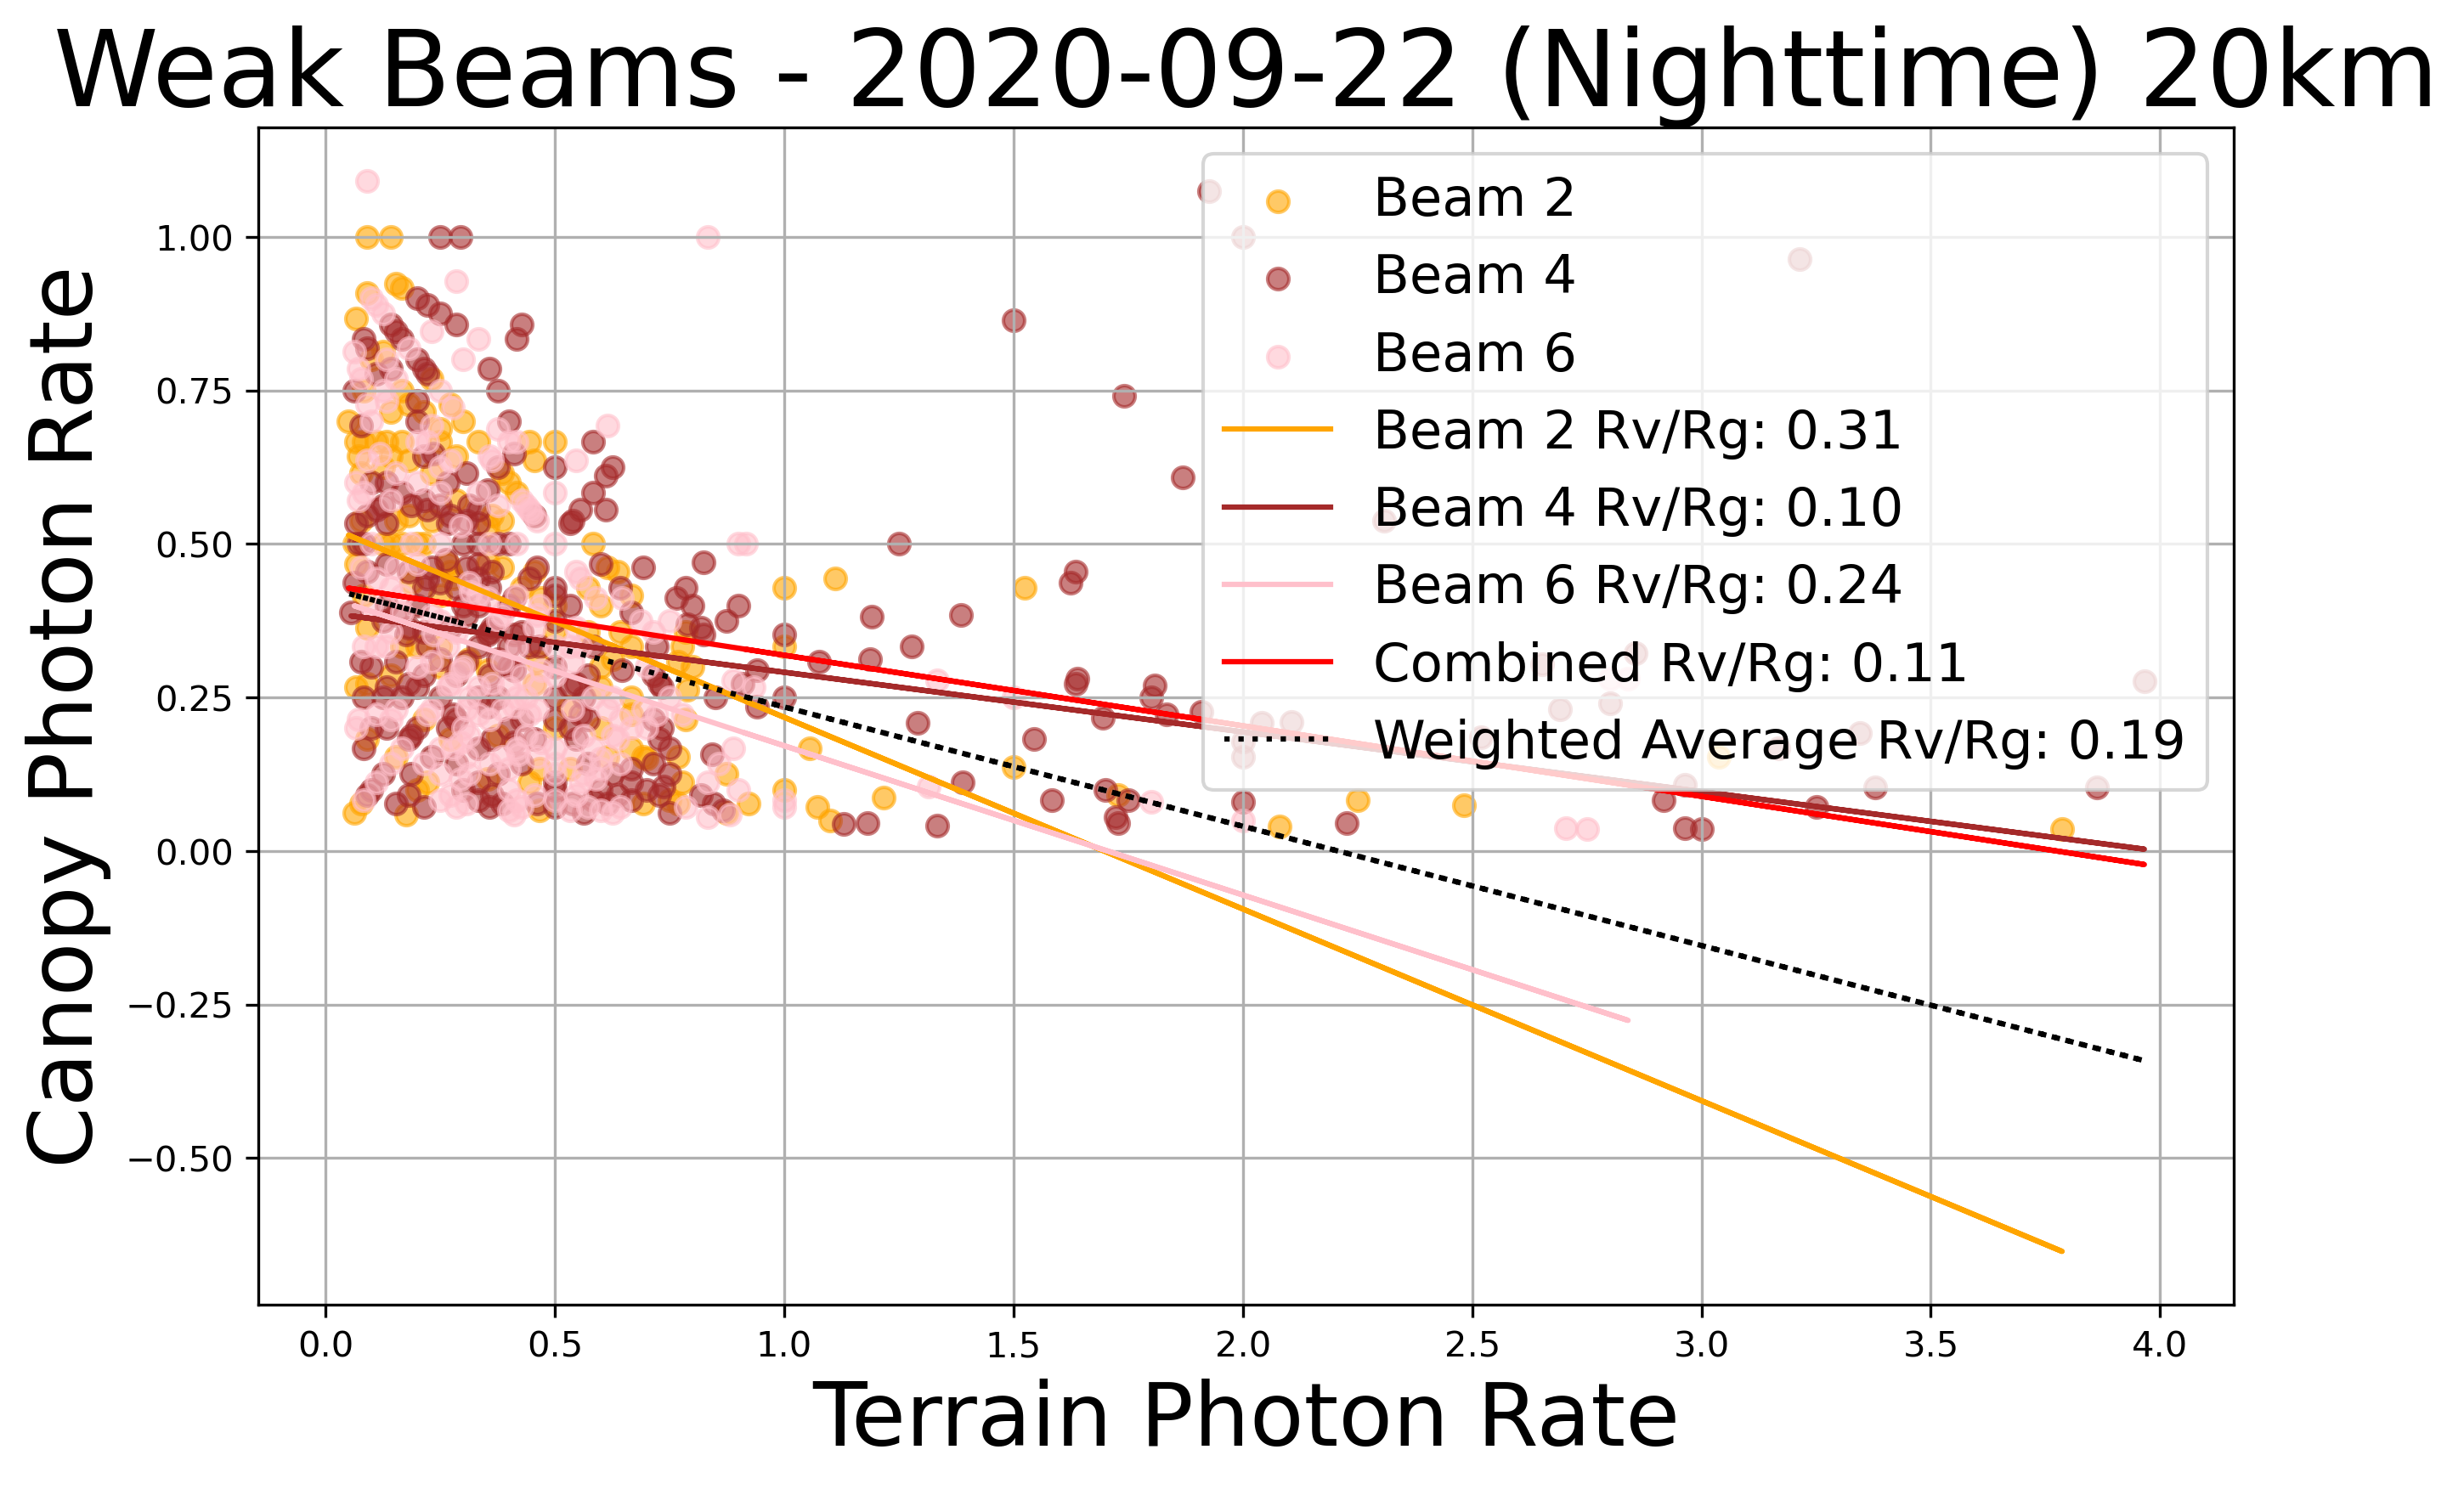 Weak Beams - 2020-09-22 (Nighttime) 20km
Canopy Photon Rate
1.00
0.75
0.50
0.25
0.00
−0.25
−0.50
Beam 2
Beam 4
Beam 6
Beam 2 Rv/Rg: 0.31
Beam 4 Rv/Rg: 0.10
Beam 6 Rv/Rg: 0.24
Combined Rv/Rg: 0.11
Weighted Average Rv/Rg: 0.19
0.0 0.5 1.0 1.5 2.0 2.5 3.0 3.5 4.0
Terrain Photon Rate